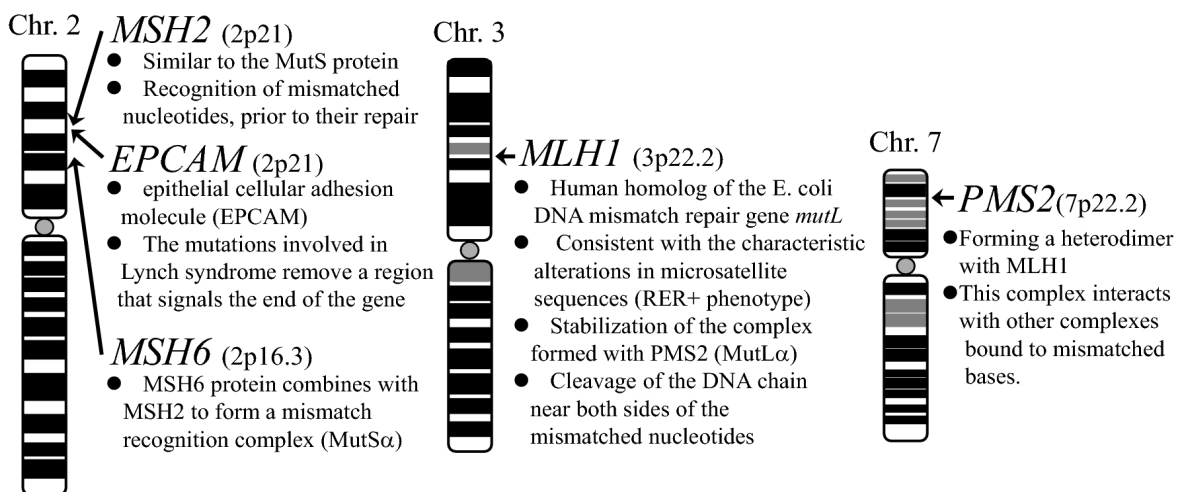 Chr. 2
MSH2 (2p21)
● Similar to the MutS protein
● Recognition of mismatched
nucleotides, prior to their repair
EPCAM (2p21)
● epithelial cellular adhesion
molecule (EPCAM)
● The mutations involved in
Lynch syndrome remove a region
that signals the end of the gene
MSH6 (2p16.3)
● MSH6 protein combines with
MSH2 to form a mismatch
recognition complex (MutSα)
Chr. 3
MLH1 (3p22.2)
● Human homolog of the E. coli
DNA mismatch repair gene mutL
● Consistent with the characteristic
alterations in microsatellite
sequences (RER+ phenotype)
● Stabilization of the complex
formed with PMS2 (MutLα)
● Cleavage of the DNA chain
near both sides of the
mismatched nucleotides
Chr. 7
PMS2(7p22.2)
●Forming a heterodimer
with MLH1
●This complex interacts
with other complexes
bound to mismatched
bases.